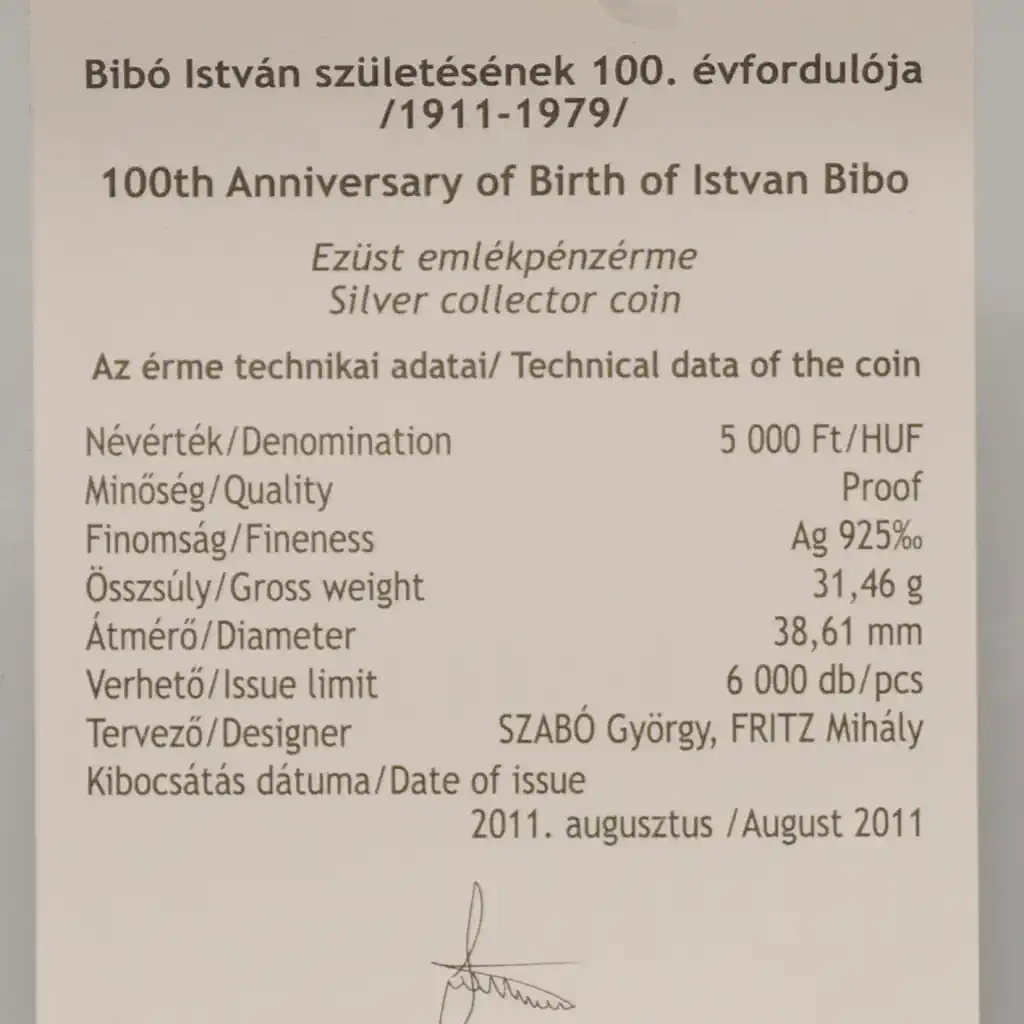 Bibó István születésének 100. évfordulója
/1911-1979/
100th Anniversary of Birth of Istvan Bibo
Ezüst emlékpénzérme
Silver collector coin
Az érme technikai adatai/ Technical data of the coin
Névérték/Denomination 5 000 Ft/HUF
Minőség/Quality Proof
Finomság/Fineness Ag 925‰
Összsúly/Gross weight 31,46 g
Átmérő/Diameter 38,61 mm
Verhető/Issue limit 6 000 db/pcs
Tervező/Designer SZABÓ György, FRITZ Mihály
Kibocsátás dátuma/Date of issue
2011. augusztus /August 2011